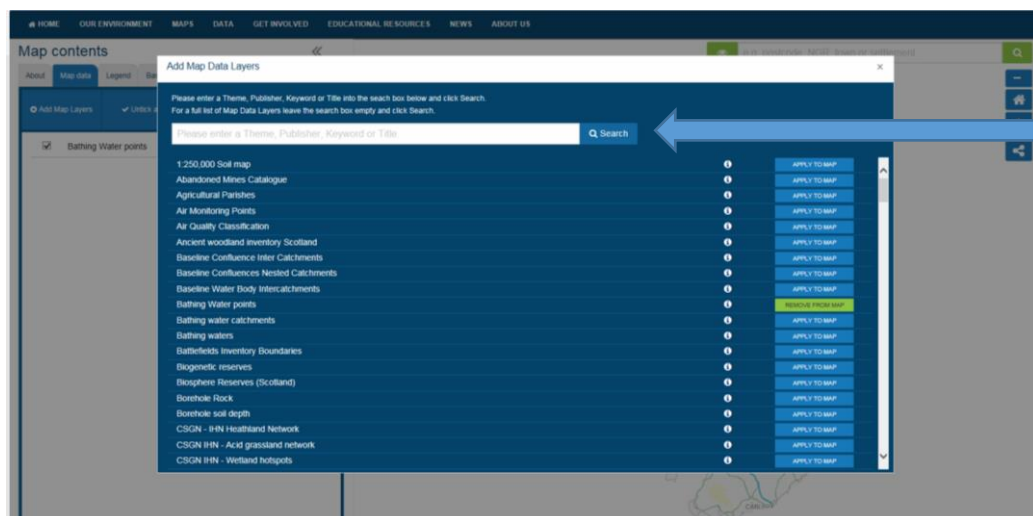 HOME OUR ENVIRONMENT MAPS DATA GET INVOLVED EDUCATIONAL RESOURCES NEWS ABOUT US
Map contents
e.g. postcode, NGR, town or settlement
About Map data Legend
Add Map Layers Untick
Bathing Water points
Add Map Data Layers ×
Please enter a Theme, Publisher, Keyword or Title into the seach box below and click Search.
For a full list of Map Data Layers leave the search box empty and click Search.
Please enter a Theme, Publisher, Keyword or Title. Search
1:250,000 Soil map APPLY TO MAP
Abandoned Mines Catalogue APPLY TO MAP
Agricultural Parishes APPLY TO MAP
Air Monitoring Points APPLY TO MAP
Air Quality Classification APPLY TO MAP
Ancient woodland inventory Scotland APPLY TO MAP
Baseline Confluence Inter Catchments APPLY TO MAP
Baseline Confluences Nested Catchments APPLY TO MAP
Baseline Water Body Intercatchments APPLY TO MAP
Bathing Water points REMOVE FROM MAP
Bathing water catchments APPLY TO MAP
Bathing waters APPLY TO MAP
Battlefields Inventory Boundaries APPLY TO MAP
Biogenetic reserves APPLY TO MAP
Biosphere Reserves (Scotland) APPLY TO MAP
Borehole Rock APPLY TO MAP
Borehole soil depth APPLY TO MAP
CSGN - IHN Heathland Network APPLY TO MAP
CSGN IHN - Acid grassland network APPLY TO MAP
CSGN IHN - Wetland hotspots APPLY TO MAP